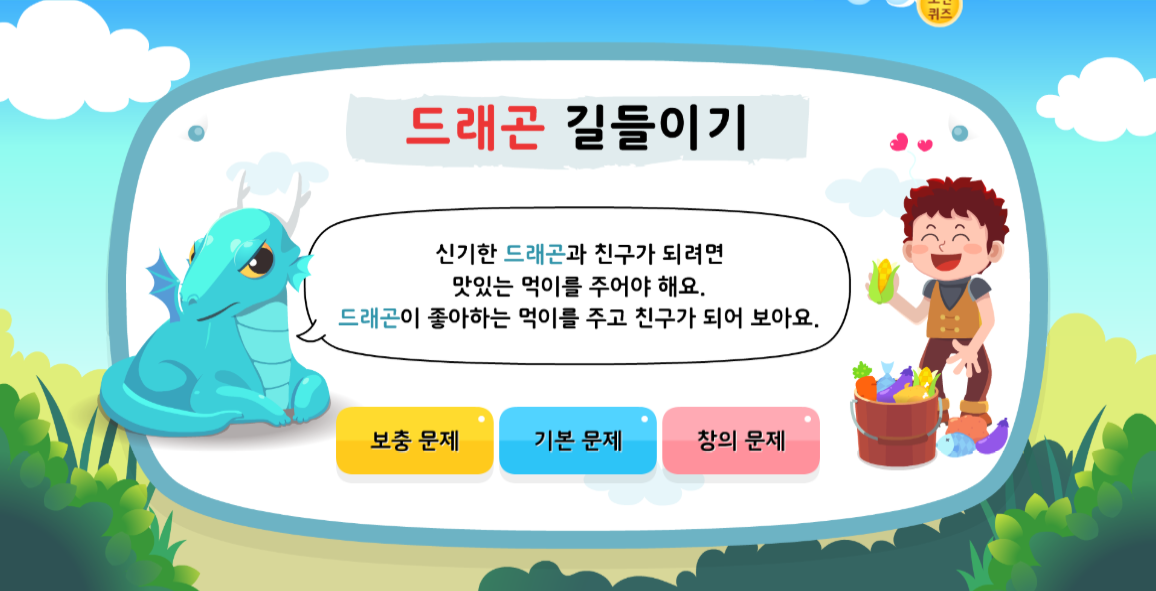 퀴즈
드래곤 길들이기
신기한 드래곤과 친구가 되려면
맛있는 먹이를 주어야 해요.
드래곤이 좋아하는 먹이를 주고 친구가 되어 보아요.
보충 문제
기본 문제
창의 문제